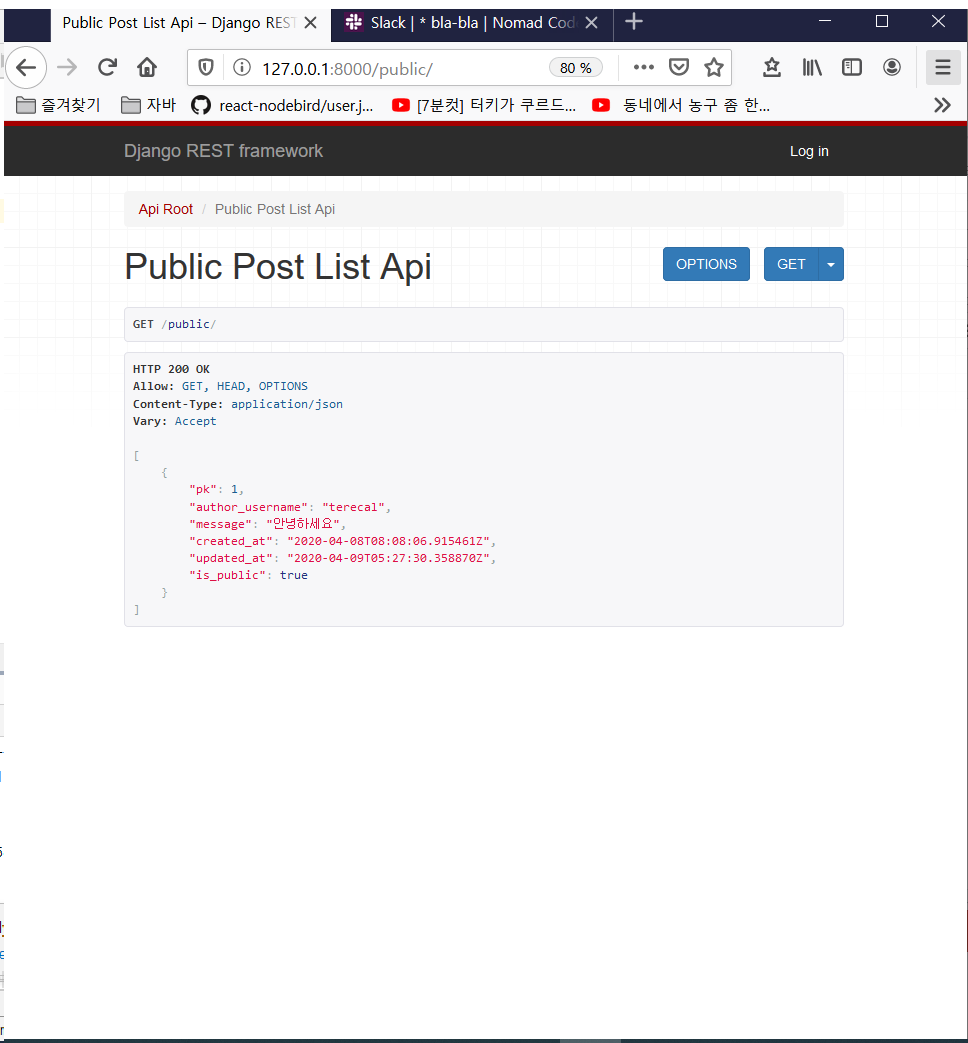 Public Post List Api – Django REST
Slack | * bla-bla | Nomad Cod
127.0.0.1:8000/public/
80 %
즐겨찾기
자바
react-nodebird/user.j...
[7분컷] 터키가 쿠르드...
동네에서 농구 좀 한...
Django REST framework
Log in
Api Root / Public Post List Api
Public Post List Api
OPTIONS
GET
GET /public/
HTTP 200 OK
Allow: GET, HEAD, OPTIONS
Content-Type: application/json
Vary: Accept
[
{
"pk": 1,
"author_username": "terecal",
"message": "안녕하세요",
"created_at": "2020-04-08T08:08:06.915461Z",
"updated_at": "2020-04-09T05:27:30.358870Z",
"is_public": true
}
]